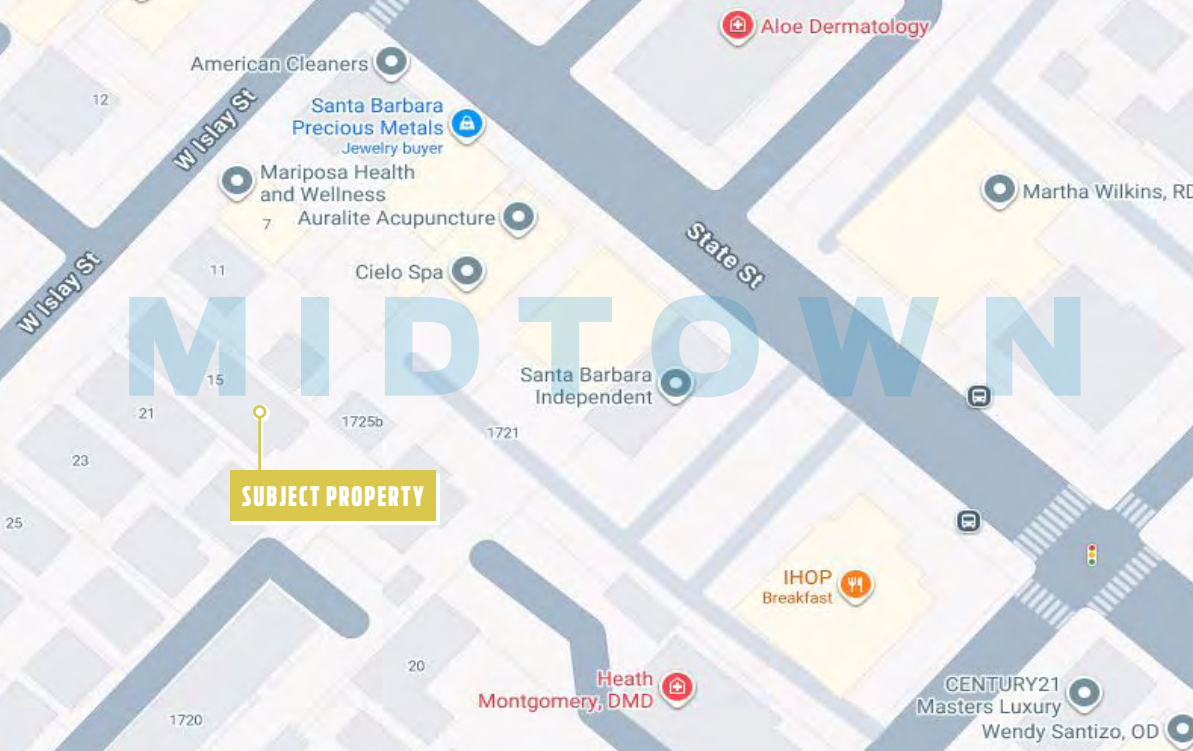 Aloe Dermatology
American Cleaners
12
Santa Barbara
Precious Metals
Jewelry buyer
W Islay St
Mariposa Health
and Wellness
Martha Wilkins, RD
7
Auralite Acupuncture
State St
11
Cielo Spa
W Islay St
MIDTOWN
15
Santa Barbara
Independent
21
1725b
1721
23
SUBJECT PROPERTY
25
IHOP
Breakfast
20
Heath
Montgomery, DMD
CENTURY21
Masters Luxury
1720
Wendy Santizo, OD